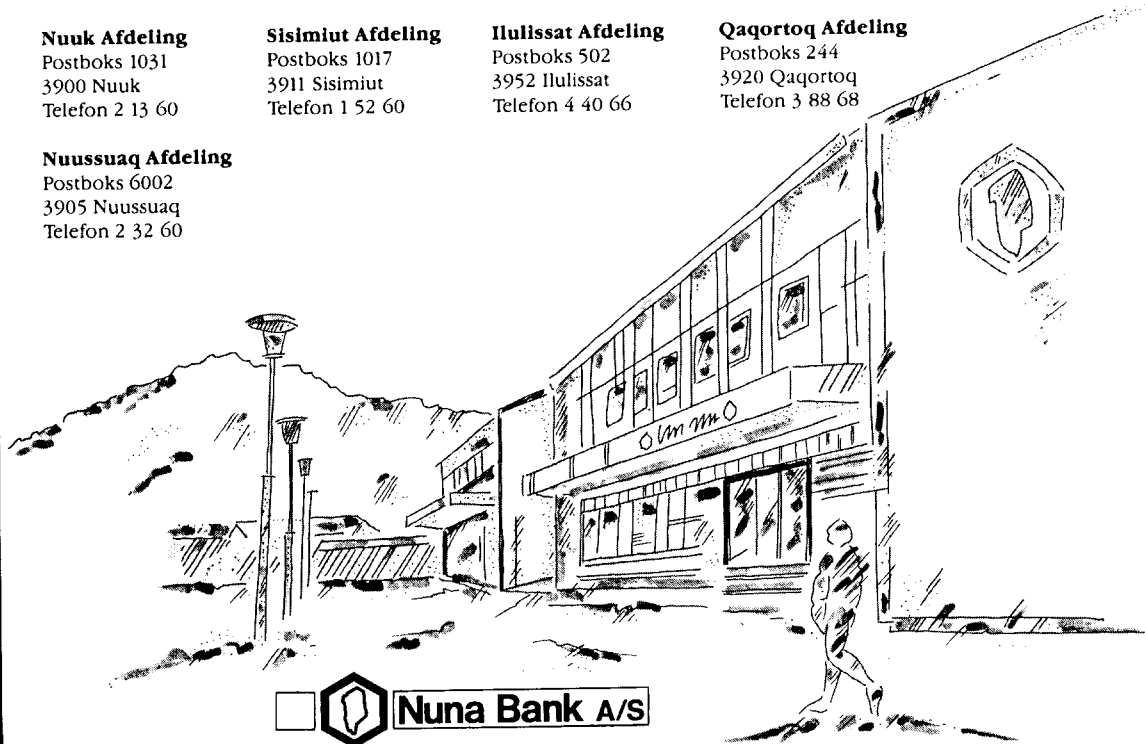 Nuuk Afdeling
Postboks 1031
3900 Nuuk
Telefon 2 13 60
Sisimiut Afdeling
Postboks 1017
3911 Sisimiut
Telefon 1 52 60
Ilulissat Afdeling
Postboks 502
3952 Ilulissat
Telefon 4 40 66
Qaqortoq Afdeling
Postboks 244
3920 Qaqortoq
Telefon 3 88 68
Nuussuaq Afdeling
Postboks 6002
3905 Nuussuaq
Telefon 2 32 60
Nuna Bank A/S